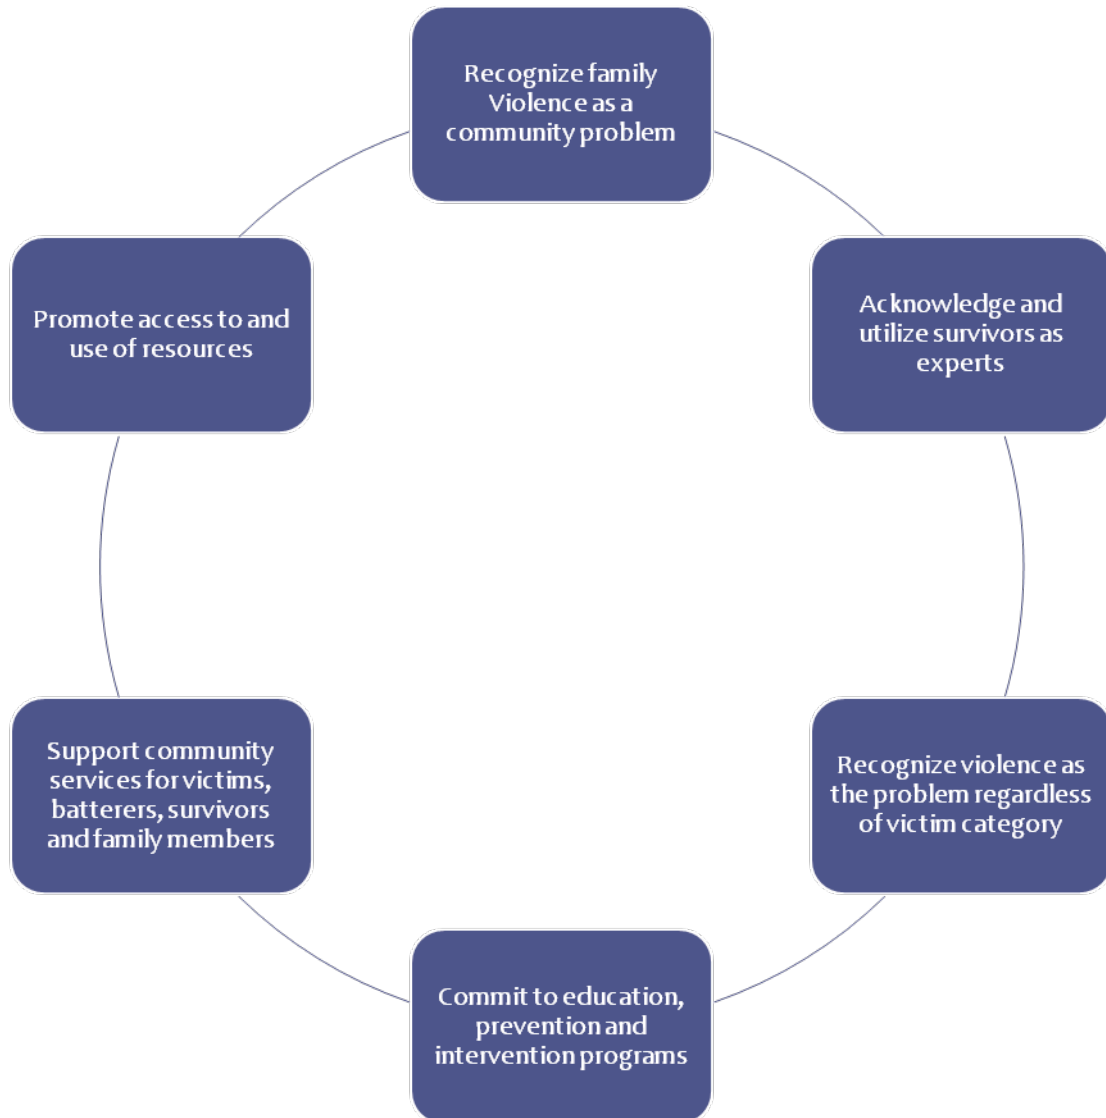 Recognize family
Violence as a
community problem
Acknowledge and
utilize survivors as
experts
Recognize violence as
the problem regardless
of victim category
Commit to education,
prevention and
intervention programs
Support community
services for victims,
batterers, survivors
and family members
Promote access to and
use of resources